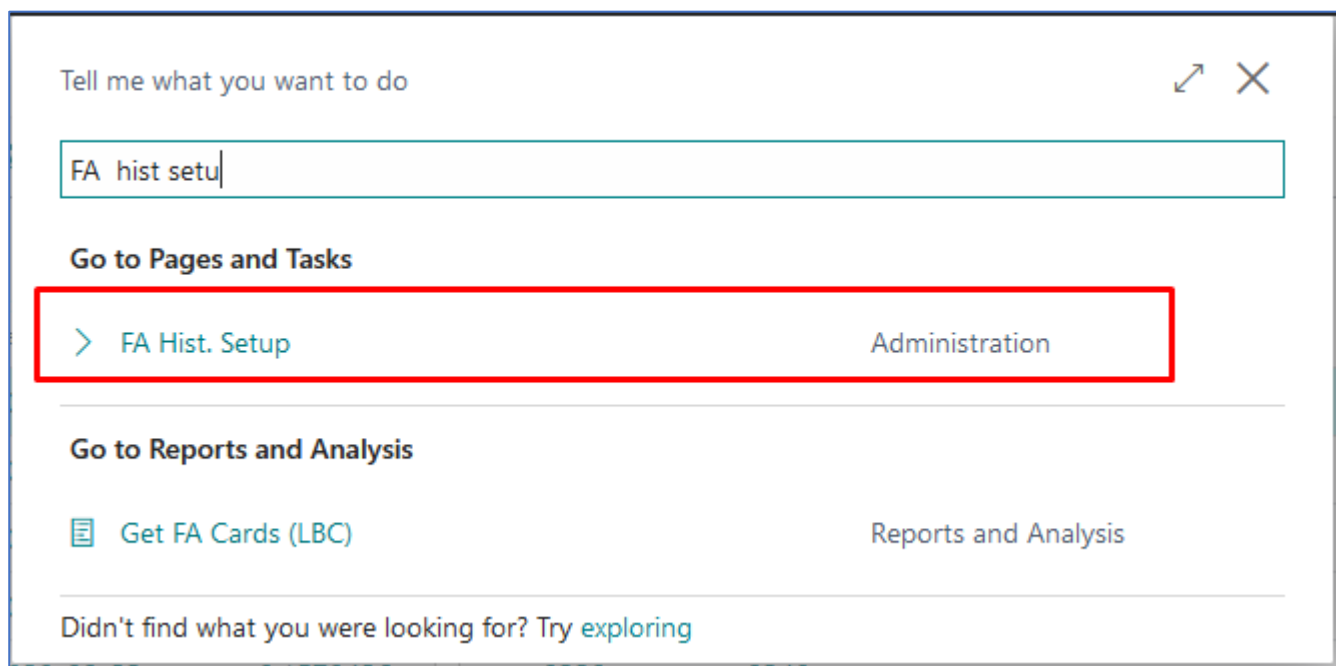 Tell me what you want to do
FA  hist setu
Go to Pages and Tasks
FA Hist. Setup Administration
Go to Reports and Analysis
Get FA Cards (LBC) Reports and Analysis
Didn't find what you were looking for? Try exploring